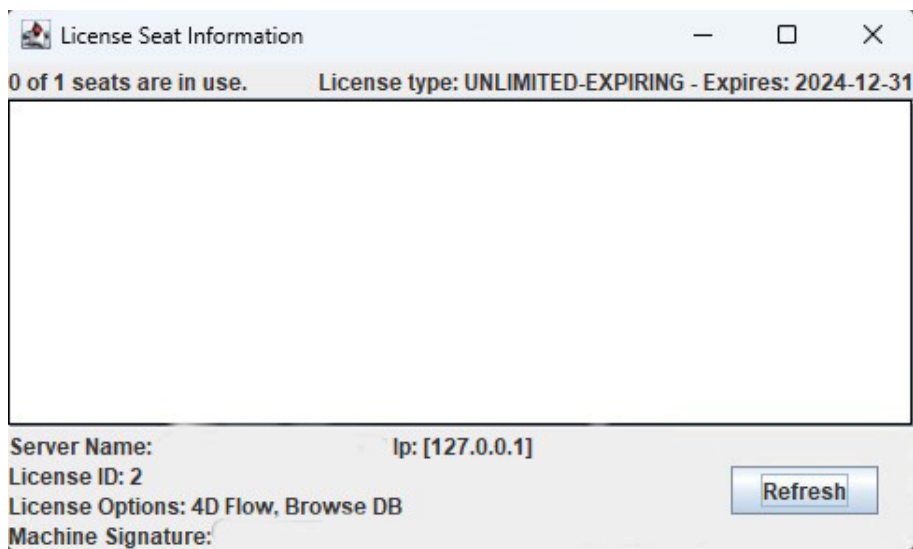 License Seat Information
0 of 1 seats are in use. License type: UNLIMITED-EXPIRING - Expires: 2024-12-31
Server Name: Ip: [127.0.0.1]
License ID: 2
License Options: 4D Flow, Browse DB
Refresh
Machine Signature: